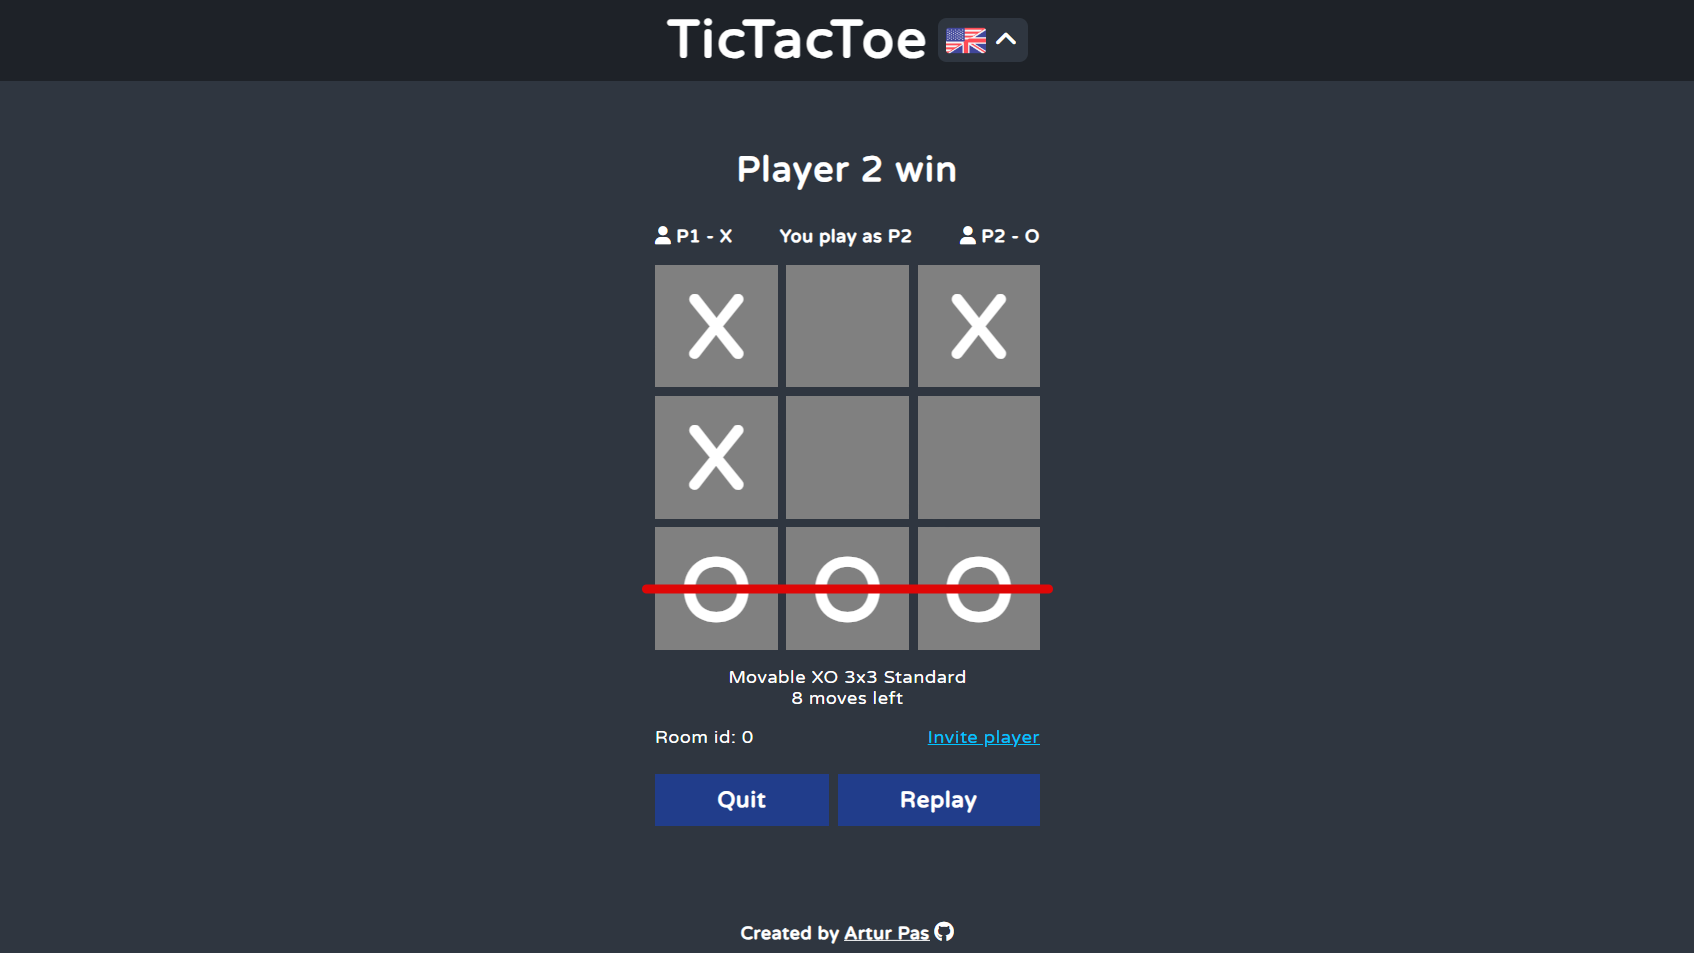 TicTacToe
Player 2 win
P1 - X You play as P2 P2 - O
X X
X
O O O
Movable XO 3x3 Standard
8 moves left
Room id: 0 Invite player
Quit Replay
Created by Artur Pas